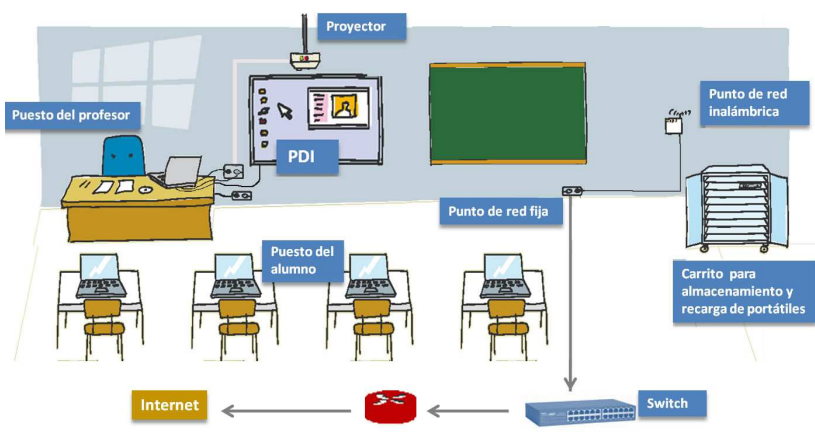 Proyector
Puesto del profesor
Punto de red
inalámbrica
PDI
Punto de red fija
Puesto del
alumno
Carrito para
almacenamiento y
recarga de portátiles
Internet
Switch